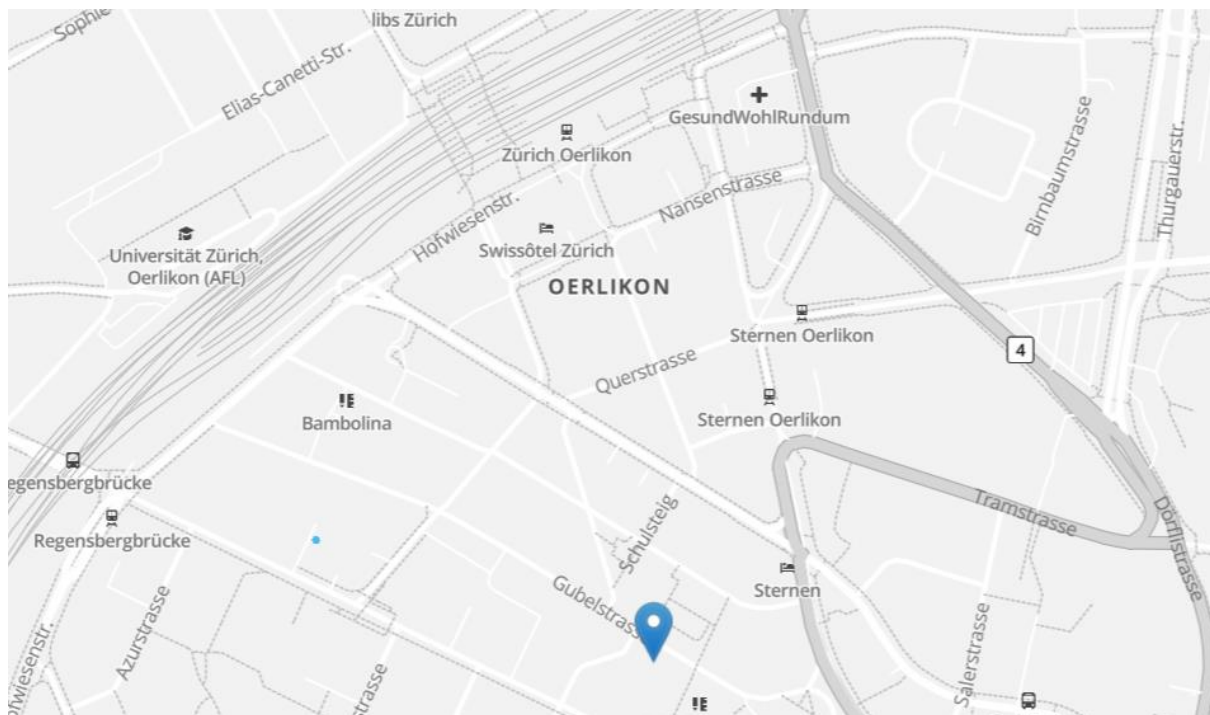 Sophie
libs Zürich
Elias-Canetti-Str.
GesundWohlRundum
Zürich Oerlikon
Birnbaumstrasse
Thurgauerstr.
Nansenstrasse
Hofwiesenstr.
Universität Zürich,
Oerlikon (AFL)
Swissôtel Zürich
OERLIKON
Sternen Oerlikon
4
Querstrasse
Bambolina
Sternen Oerlikon
egensbergbrücke
Regensbergbrücke
Tramstrasse
Dörflistrasse
Schulsteig
Gubelstrass
Sternen
Azurstrasse
ofwiesenstr.
strasse
Salerstrasse